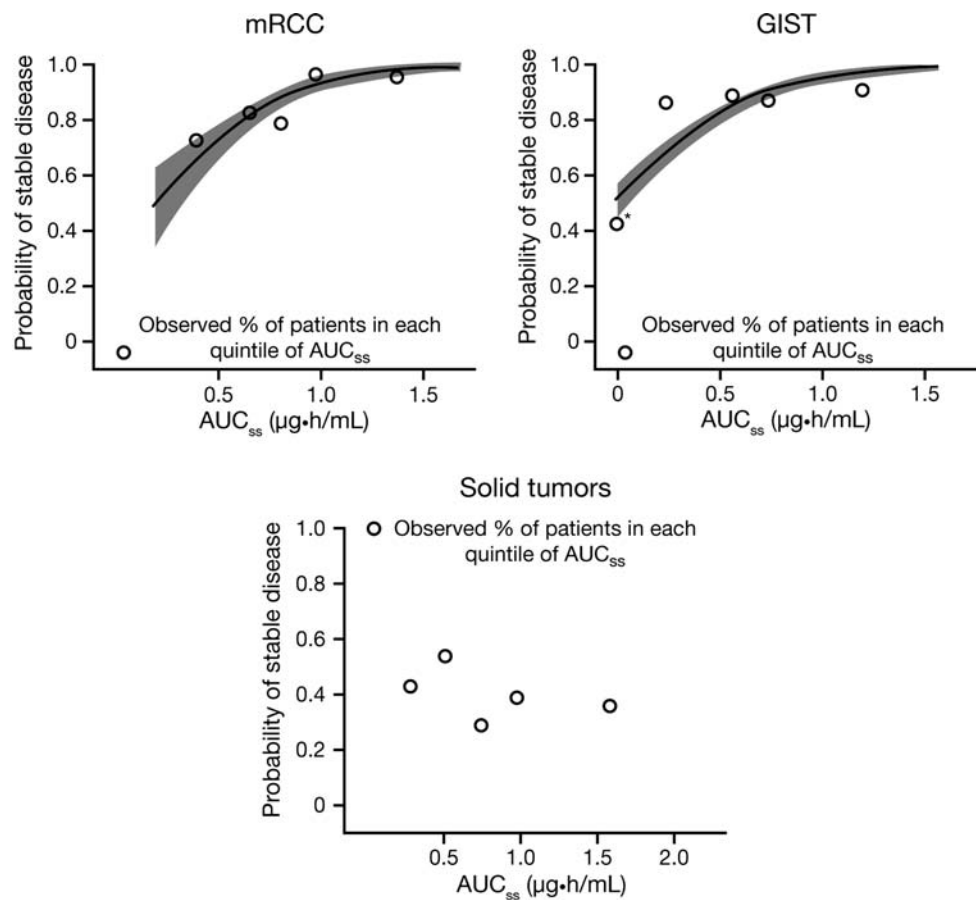 mRCC
Probability of stable disease
1.0
0.8
0.6
0.4
0.2
0
Observed % of patients in each
quintile of AUCss
0.5 1.0 1.5
AUCss (µg•h/mL)
GIST
Probability of stable disease
1.0
0.8
0.6
0.4
0.2
0
*
Observed % of patients in each
quintile of AUCss
0 0.5 1.0 1.5
AUCss (µg•h/mL)
Solid tumors
Probability of stable disease
1.0
0.8
0.6
0.4
0.2
0
Observed % of patients in each
quintile of AUCss
0.5 1.0 1.5 2.0
AUCss (µg•h/mL)